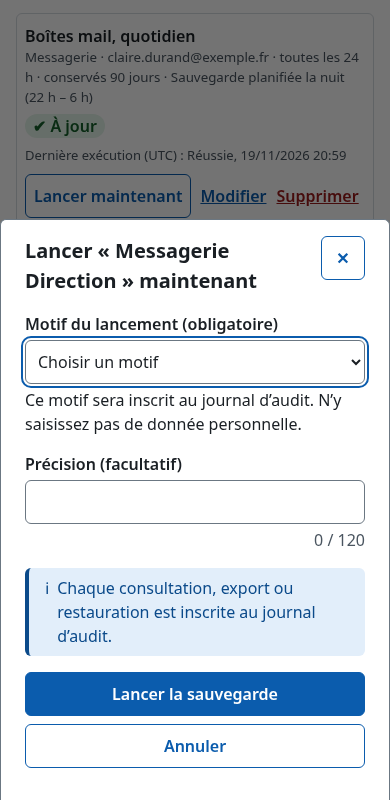 Boîtes mail, quotidien
Messagerie · claire.durand@exemple.fr · toutes les 24
h · conservés 90 jours · Sauvegarde planifiée la nuit
(22 h – 6 h)
✔ À jour
Dernière exécution (UTC) : Réussie, 19/11/2026 20:59
Lancer maintenant Modifier Supprimer
Lancer « Messagerie
Direction » maintenant
×
Motif du lancement (obligatoire)
Choisir un motif
Ce motif sera inscrit au journal d’audit. N’y
saisissez pas de donnée personnelle.
Précision (facultatif)
0 / 120
i Chaque consultation, export ou
restauration est inscrite au journal
d’audit.
Lancer la sauvegarde
Annuler